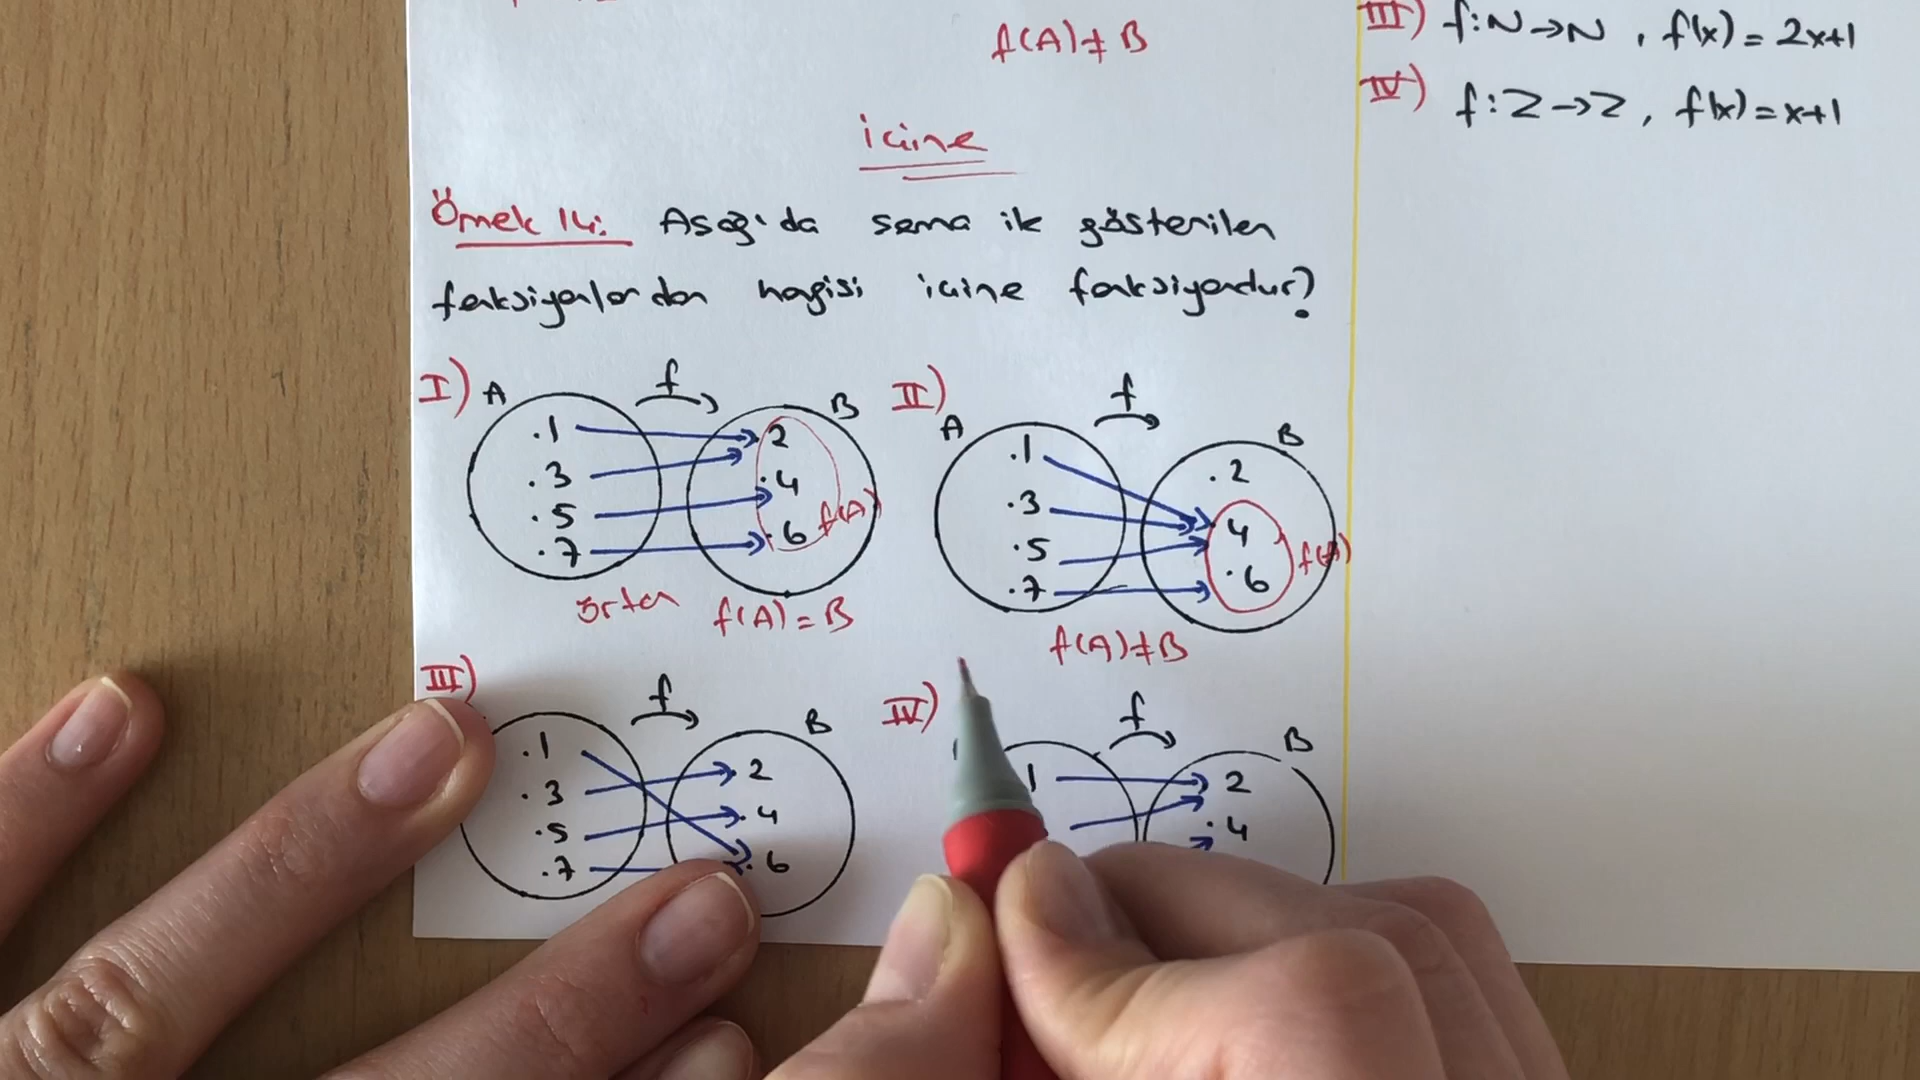 f(A)≠B
içine
Örnek 14: Aşağıda şema ile gösterilen
fonksiyonlardan hangisi içine fonksiyondur?
I) A f B
.1 2
.3 .4
.5 .6 f(A)
.7
örten f(A)=B
II) A f B
.1 .2
.3 4
.5 .6 f(A)
.7
f(A)≠B
III) f B
.1 2
.3 .4
.5 .6
.7
IV) f B
1 2
.4
III) f:N→N, f(x)=2x+1
IV) f:Z→Z, f(x)=x+1